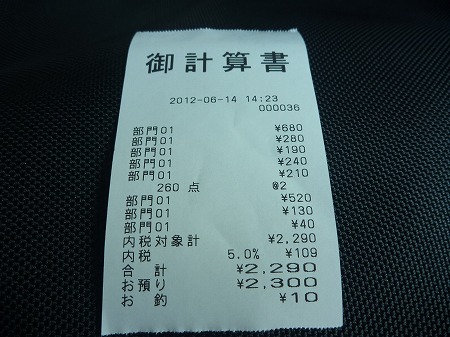 御計算書
2012-06-14 14:23
000036
部門01 ¥680
部門01 ¥280
部門01 ¥190
部門01 ¥240
部門01 ¥210
260 点 @2
部門01 ¥520
部門01 ¥130
部門01 ¥40
内税対象計 ¥2,290
内税 5.0% ¥109
合 計 ¥2,290
お預り ¥2,300
お 釣 ¥10